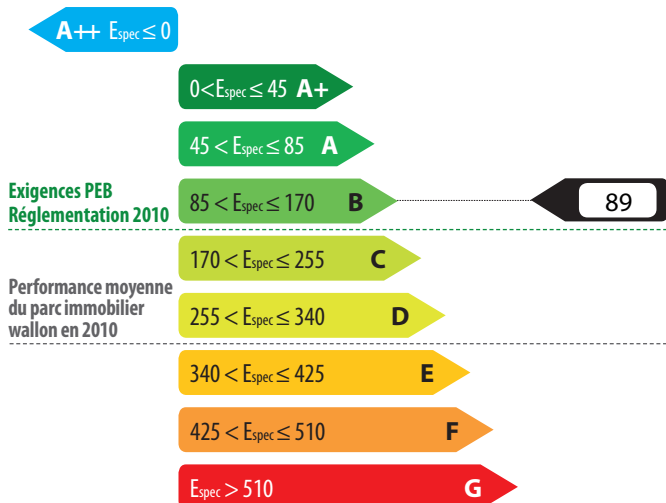 A++ Espec ≤ 0
0<Espec ≤ 45 A+
45 < Espec ≤ 85 A
Exigences PEB
Réglementation 2010
85 < Espec ≤ 170 B
89
170 < Espec ≤ 255 C
Performance moyenne
du parc immobilier
wallon en 2010
255 < Espec ≤ 340 D
340 < Espec ≤ 425 E
425 < Espec ≤ 510 F
Espec > 510 G